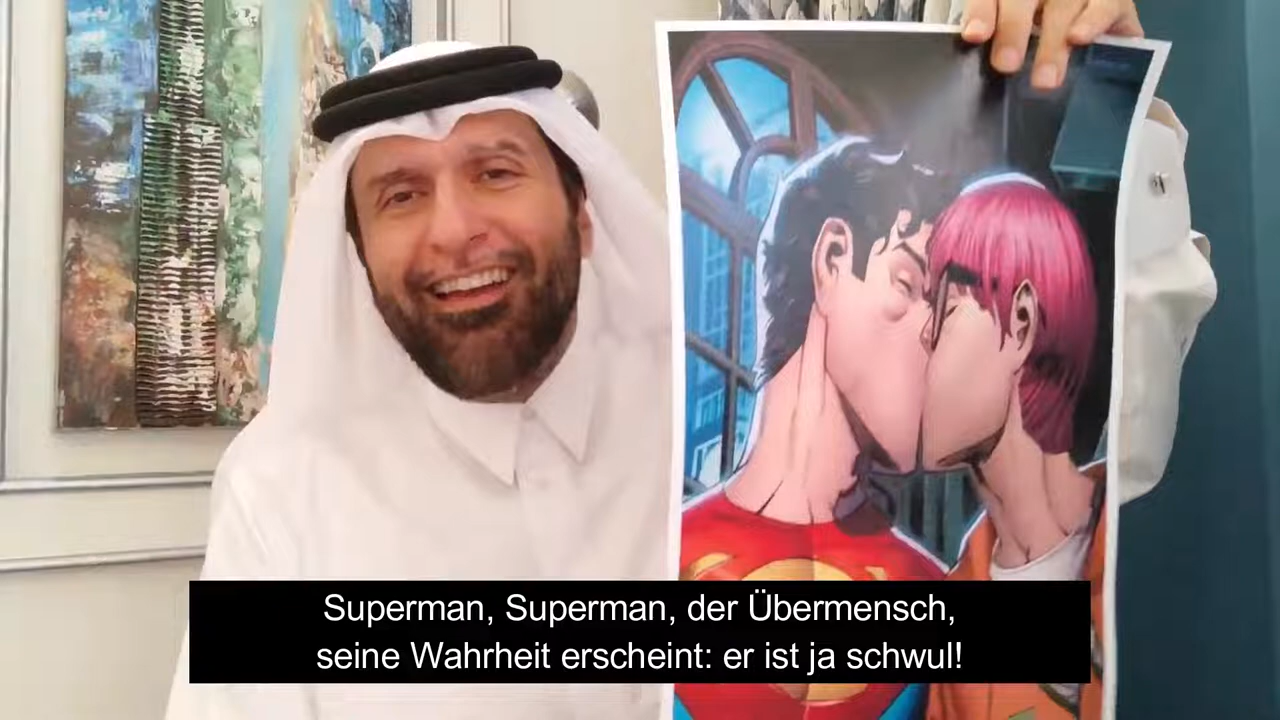 Superman, Superman, der Übermensch,
seine Wahrheit erscheint: er ist ja schwul!